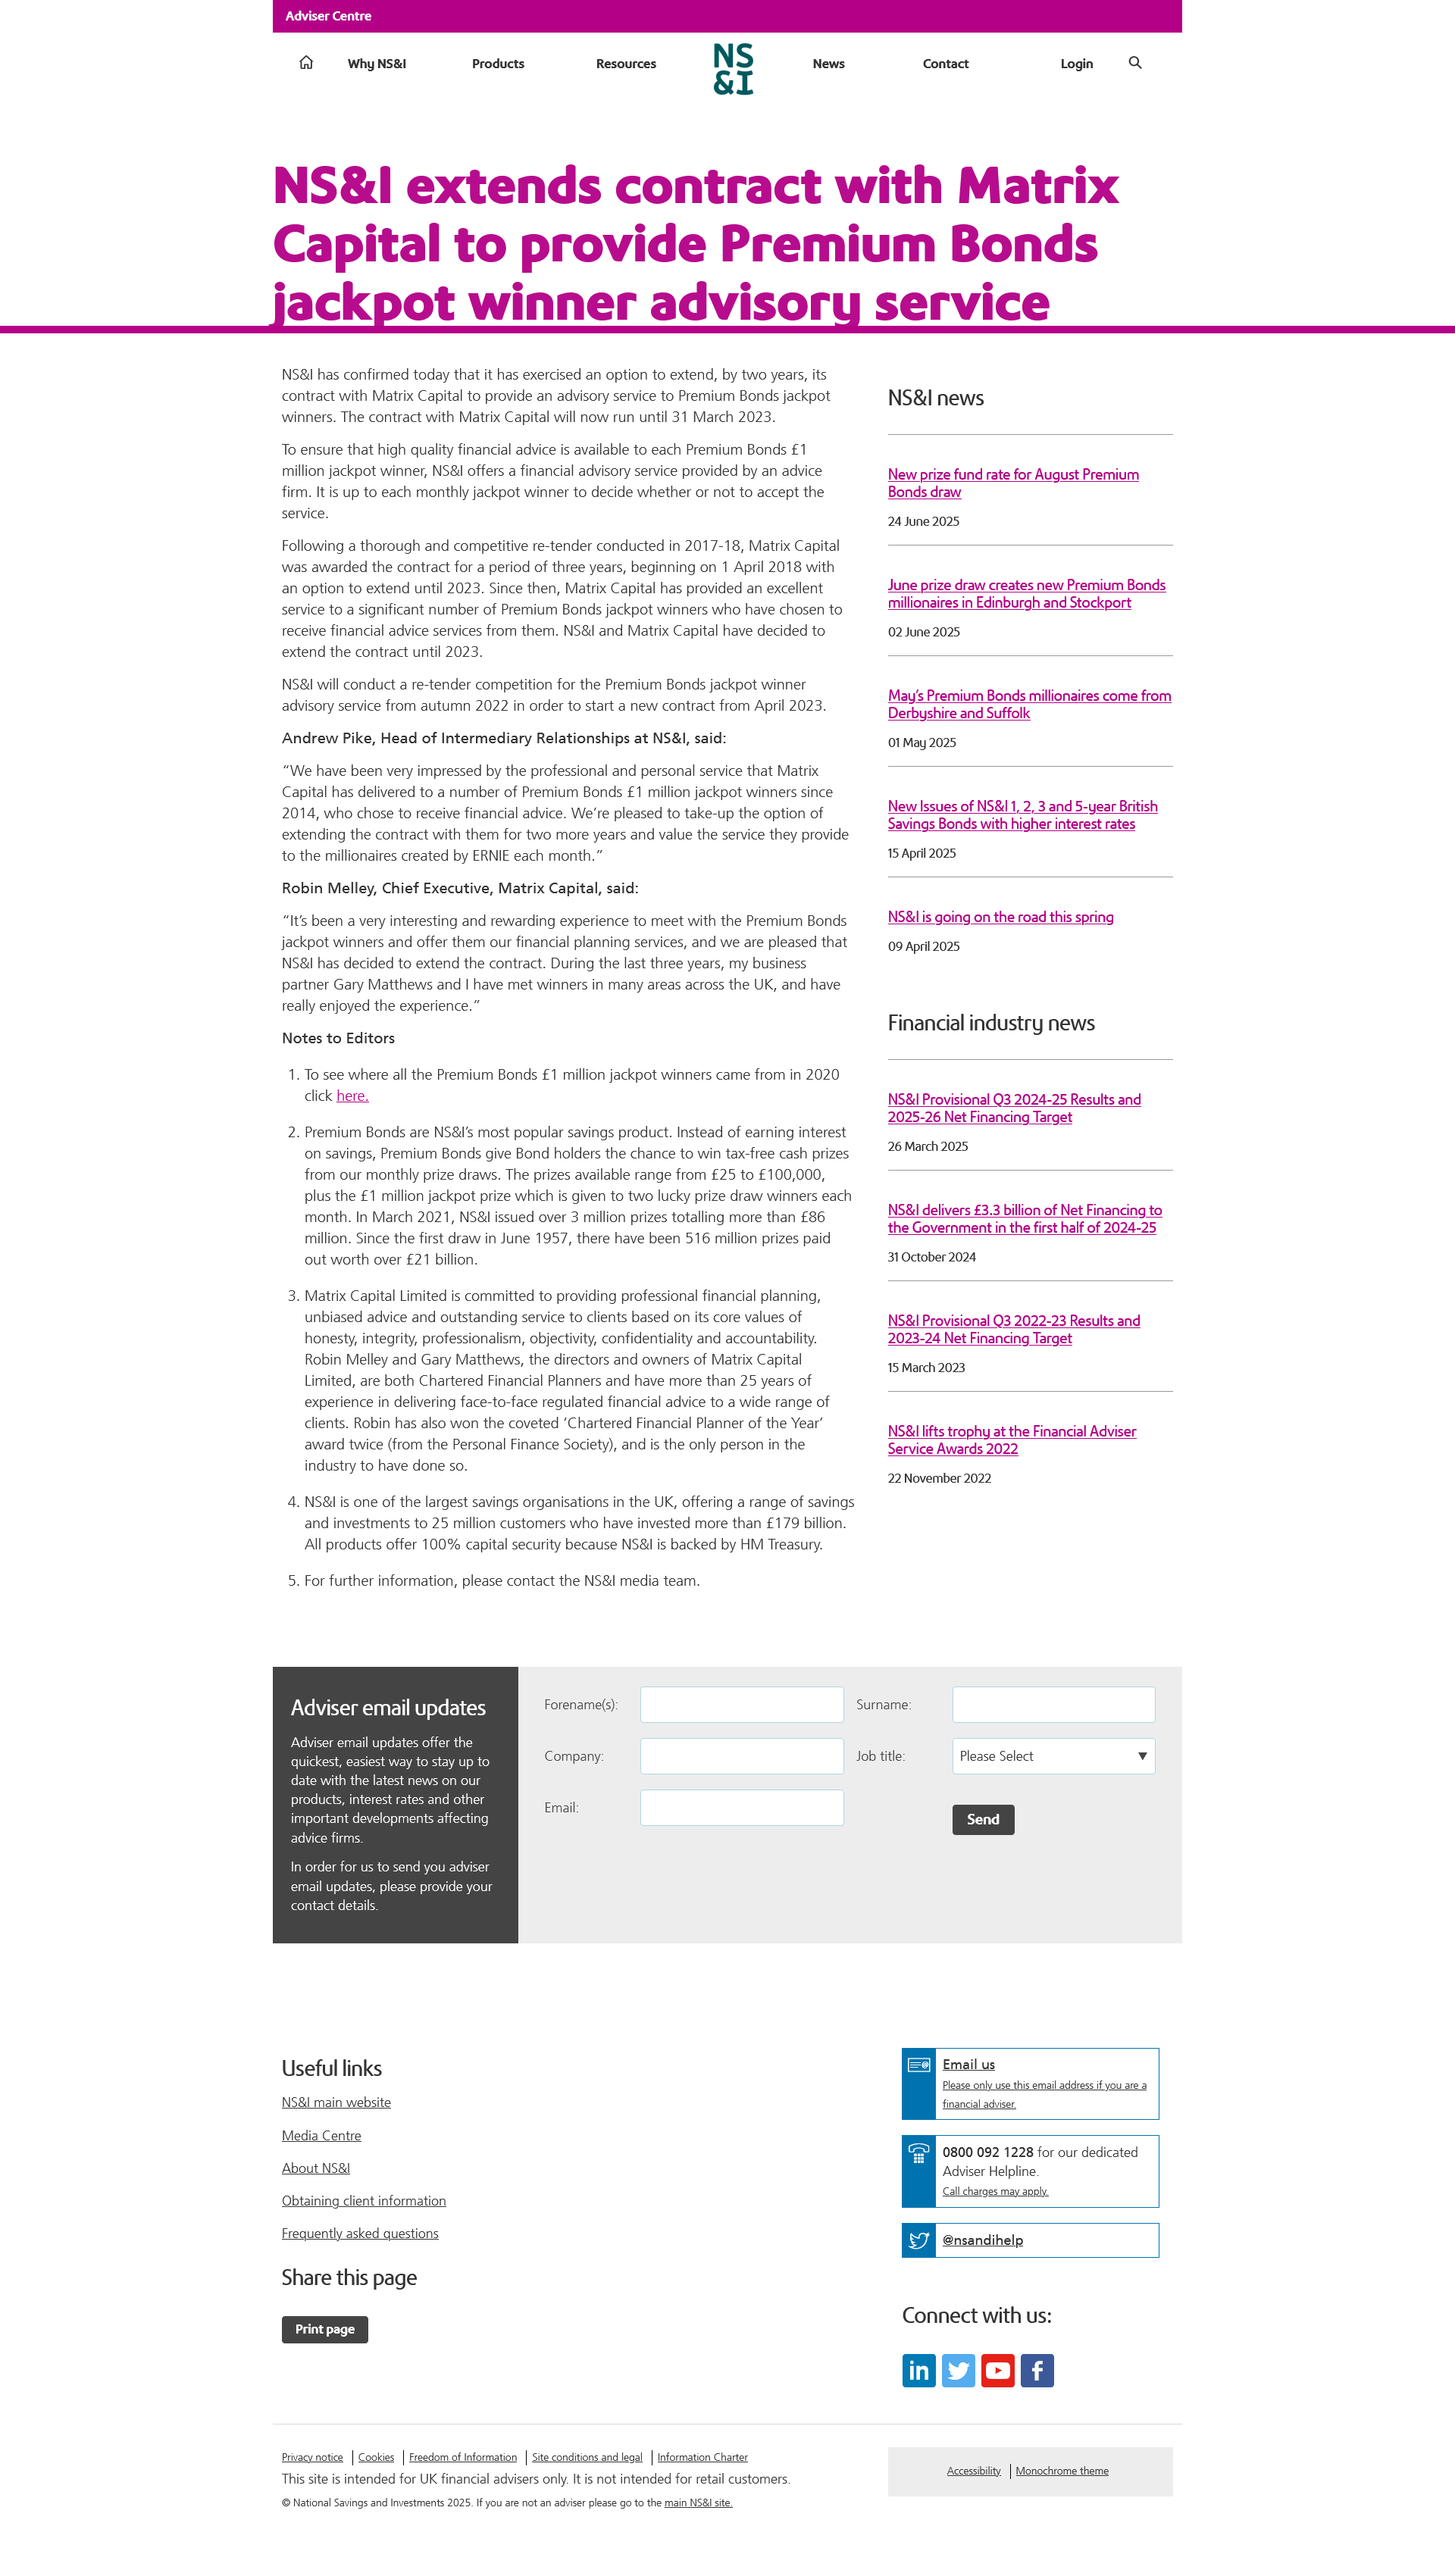 Adviser Centre
Why NS&I
Products
Resources
NS
&I
News
Contact
Login
NS&I extends contract with Matrix
Capital to provide Premium Bonds
jackpot winner advisory service
NS&I has confirmed today that it has exercised an option to extend, by two years, its
contract with Matrix Capital to provide an advisory service to Premium Bonds jackpot
winners. The contract with Matrix Capital will now run until 31 March 2023.
To ensure that high quality financial advice is available to each Premium Bonds £1
million jackpot winner, NS&I offers a financial advisory service provided by an advice
firm. It is up to each monthly jackpot winner to decide whether or not to accept the
service.
Following a thorough and competitive re-tender conducted in 2017-18, Matrix Capital
was awarded the contract for a period of three years, beginning on 1 April 2018 with
an option to extend until 2023. Since then, Matrix Capital has provided an excellent
service to a significant number of Premium Bonds jackpot winners who have chosen to
receive financial advice services from them. NS&I and Matrix Capital have decided to
extend the contract until 2023.
NS&I will conduct a re-tender competition for the Premium Bonds jackpot winner
advisory service from autumn 2022 in order to start a new contract from April 2023.
Andrew Pike, Head of Intermediary Relationships at NS&I, said:
“We have been very impressed by the professional and personal service that Matrix
Capital has delivered to a number of Premium Bonds £1 million jackpot winners since
2014, who chose to receive financial advice. We’re pleased to take-up the option of
extending the contract with them for two more years and value the service they provide
to the millionaires created by ERNIE each month.”
Robin Melley, Chief Executive, Matrix Capital, said:
“It’s been a very interesting and rewarding experience to meet with the Premium Bonds
jackpot winners and offer them our financial planning services, and we are pleased that
NS&I has decided to extend the contract. During the last three years, my business
partner Gary Matthews and I have met winners in many areas across the UK, and have
really enjoyed the experience.”
Notes to Editors
1. To see where all the Premium Bonds £1 million jackpot winners came from in 2020
click here.
2. Premium Bonds are NS&I’s most popular savings product. Instead of earning interest
on savings, Premium Bonds give Bond holders the chance to win tax-free cash prizes
from our monthly prize draws. The prizes available range from £25 to £100,000,
plus the £1 million jackpot prize which is given to two lucky prize draw winners each
month. In March 2021, NS&I issued over 3 million prizes totalling more than £86
million. Since the first draw in June 1957, there have been 516 million prizes paid
out worth over £21 billion.
3. Matrix Capital Limited is committed to providing professional financial planning,
unbiased advice and outstanding service to clients based on its core values of
honesty, integrity, professionalism, objectivity, confidentiality and accountability.
Robin Melley and Gary Matthews, the directors and owners of Matrix Capital
Limited, are both Chartered Financial Planners and have more than 25 years of
experience in delivering face-to-face regulated financial advice to a wide range of
clients. Robin has also won the coveted ‘Chartered Financial Planner of the Year’
award twice (from the Personal Finance Society), and is the only person in the
industry to have done so.
4. NS&I is one of the largest savings organisations in the UK, offering a range of savings
and investments to 25 million customers who have invested more than £179 billion.
All products offer 100% capital security because NS&I is backed by HM Treasury.
5. For further information, please contact the NS&I media team.
NS&I news
New prize fund rate for August Premium
Bonds draw
24 June 2025
June prize draw creates new Premium Bonds
millionaires in Edinburgh and Stockport
02 June 2025
May’s Premium Bonds millionaires come from
Derbyshire and Suffolk
01 May 2025
New Issues of NS&I 1, 2, 3 and 5-year British
Savings Bonds with higher interest rates
15 April 2025
NS&I is going on the road this spring
09 April 2025
Financial industry news
NS&I Provisional Q3 2024-25 Results and
2025-26 Net Financing Target
26 March 2025
NS&I delivers £3.3 billion of Net Financing to
the Government in the first half of 2024-25
31 October 2024
NS&I Provisional Q3 2022-23 Results and
2023-24 Net Financing Target
15 March 2023
NS&I lifts trophy at the Financial Adviser
Service Awards 2022
22 November 2022
Adviser email updates
Adviser email updates offer the
quickest, easiest way to stay up to
date with the latest news on our
products, interest rates and other
important developments affecting
advice firms.
In order for us to send you adviser
email updates, please provide your
contact details.
Forename(s):
Surname:
Company:
Job title:
Please Select
Email:
Send
Useful links
NS&I main website
Media Centre
About NS&I
Obtaining client information
Frequently asked questions
Share this page
Print page
Email us
Please only use this email address if you are a
financial adviser.
0800 092 1228 for our dedicated
Adviser Helpline.
Call charges may apply.
@nsandihelp
Connect with us:
Privacy notice
Cookies
Freedom of Information
Site conditions and legal
Information Charter
This site is intended for UK financial advisers only. It is not intended for retail customers.
© National Savings and Investments 2025. If you are not an adviser please go to the main NS&I site.
Accessibility
Monochrome theme